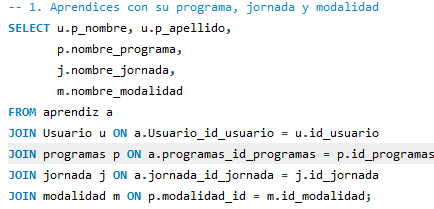 -- 1. Aprendices con su programa, jornada y modalidad
SELECT u.p_nombre, u.p_apellido,
p.nombre_programa,
j.nombre_jornada,
m.nombre_modalidad
FROM aprendiz a
JOIN Usuario u ON a.Usuario_id_usuario = u.id_usuario
JOIN programas p ON a.programas_id_programas = p.id_programas
JOIN jornada j ON a.jornada_id_jornada = j.id_jornada
JOIN modalidad m ON p.modalidad_id = m.id_modalidad;